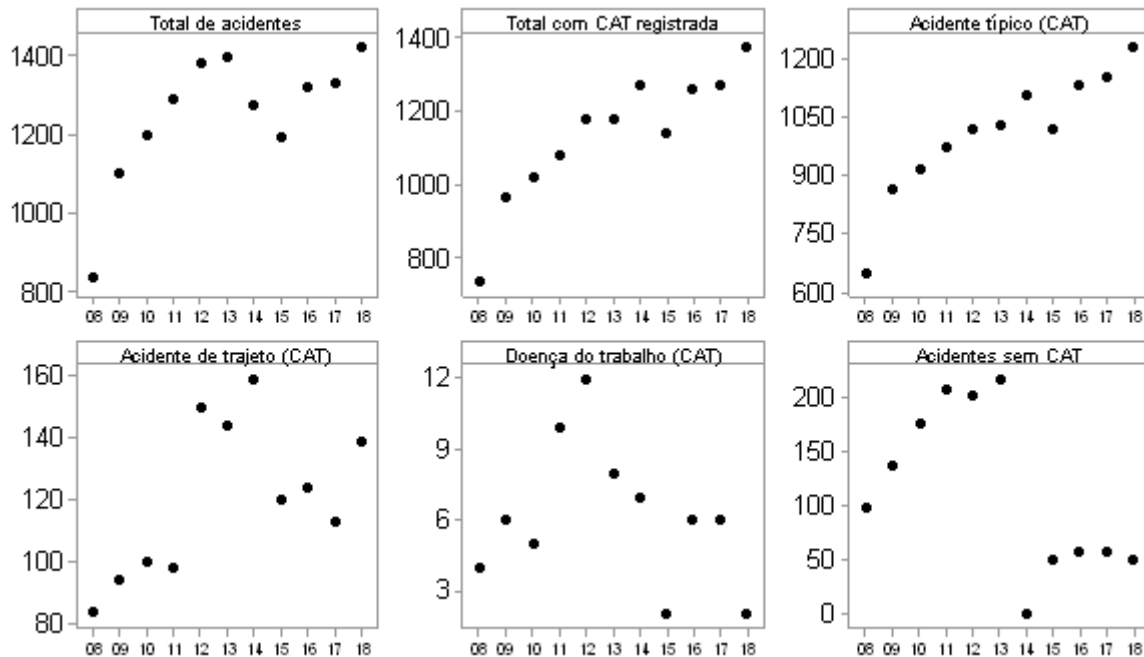 Total de acidentes
1400
1200
1000
800
08 09 10 11 12 13 14 15 16 17 18
Total com CAT registrada
1400
1200
1000
800
08 09 10 11 12 13 14 15 16 17 18
Acidente típico (CAT)
1200
1050
900
750
600
08 09 10 11 12 13 14 15 16 17 18
Acidente de trajeto (CAT)
160
140
120
100
80
08 09 10 11 12 13 14 15 16 17 18
Doença do trabalho (CAT)
12
9
6
3
08 09 10 11 12 13 14 15 16 17 18
Acidentes sem CAT
200
150
100
50
0
08 09 10 11 12 13 14 15 16 17 18